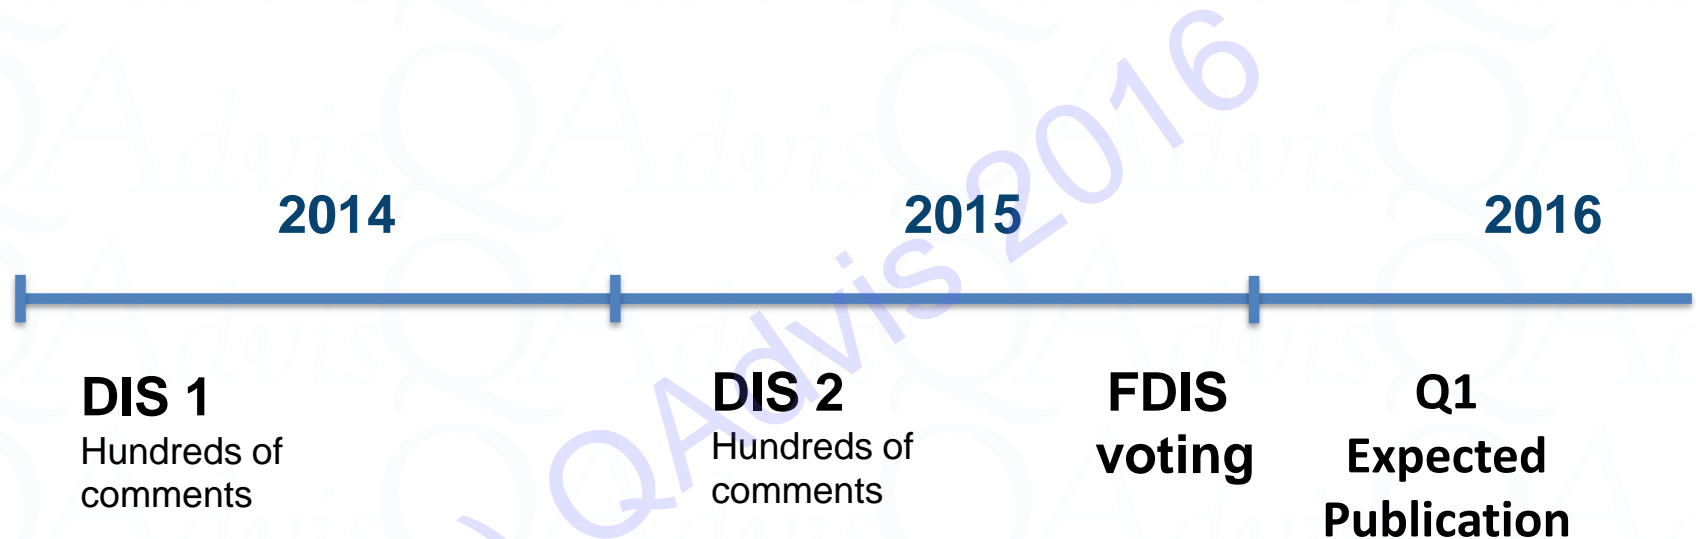 2014
2015
2016
DIS 1
Hundreds of
comments
DIS 2
Hundreds of
comments
FDIS
voting
Q1
Expected
Publication
) QAdvis 2016